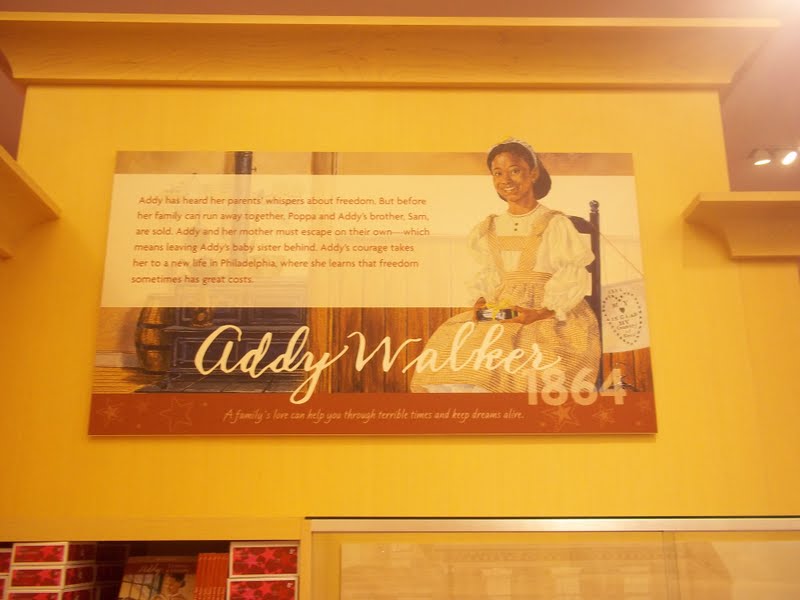 Addy has heard her parents' whispers about freedom. But before
her family can run away together, Poppa and Addy's brother, Sam,
are sold. Addy and her mother must escape on their own—which
means leaving Addy's baby sister behind. Addy's courage takes
her to a new life in Philadelphia, where she learns that freedom
sometimes has great costs.
Addy Walker
1864
A family's love can help you through terrible times and keep dreams alive.
Addy